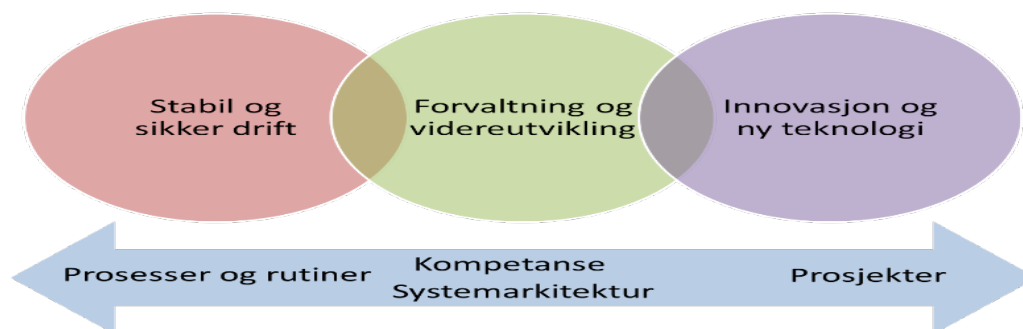 Stabil og
sikker drift
Forvaltning og
videreutvikling
Innovasjon og
ny teknologi
Prosesser og rutiner
Kompetanse
Systemarkitektur
Prosjekter